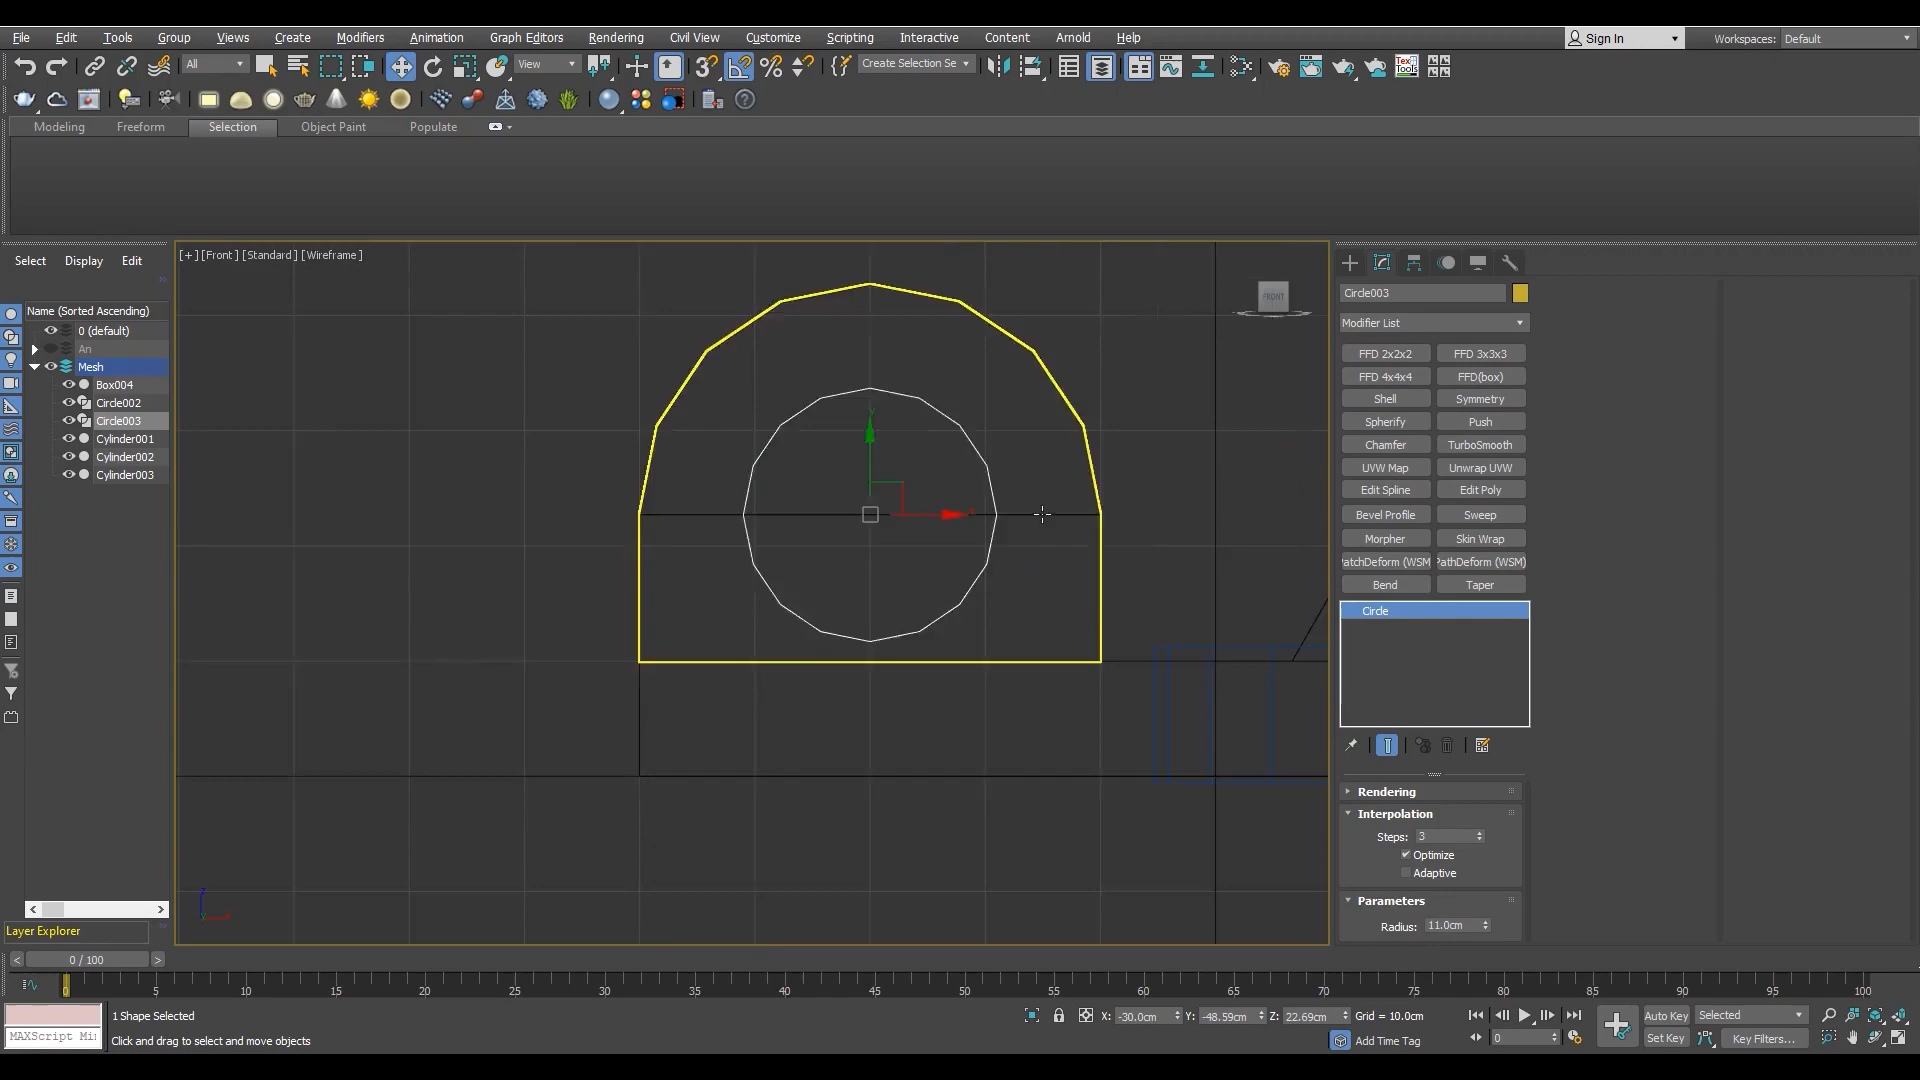 File Edit Tools Group Views Create Modifiers Animation Graph Editors Rendering Civil View Customize Scripting Interactive Content Arnold Help Sign In Workspaces: Default
All View Create Selection Se
Modeling Freeform Selection Object Paint Populate
Select Display Edit
[+] [Front] [Standard] [Wireframe]
FRONT
Circle003
Name (Sorted Ascending)
Modifier List
0 (default)
An
Mesh
Box004
Circle002
Circle003
Cylinder001
Cylinder002
Cylinder003
FFD 2x2x2 FFD 3x3x3
FFD 4x4x4 FFD(box)
Shell Symmetry
Spherify Push
Chamfer TurboSmooth
UVW Map Unwrap UVW
Edit Spline Edit Poly
Bevel Profile Sweep
Morpher Skin Wrap
PatchDeform (WSM PathDeform (WSM)
Bend Taper
Circle
Rendering
Interpolation
Steps: 3
Optimize
Adaptive
Parameters
Radius: 11.0cm
y
x
z
Layer Explorer
0 / 100
0 5 10 15 20 25 30 35 40 45 50 55 60 65 70 75 80 85 90 95 100
1 Shape Selected
X: -30.0cm Y: -48.59cm Z: 22.69cm Grid = 10.0cm
Auto Key Selected
MAXScript Mi
Click and drag to select and move objects
Add Time Tag
0
Set Key Key Filters...